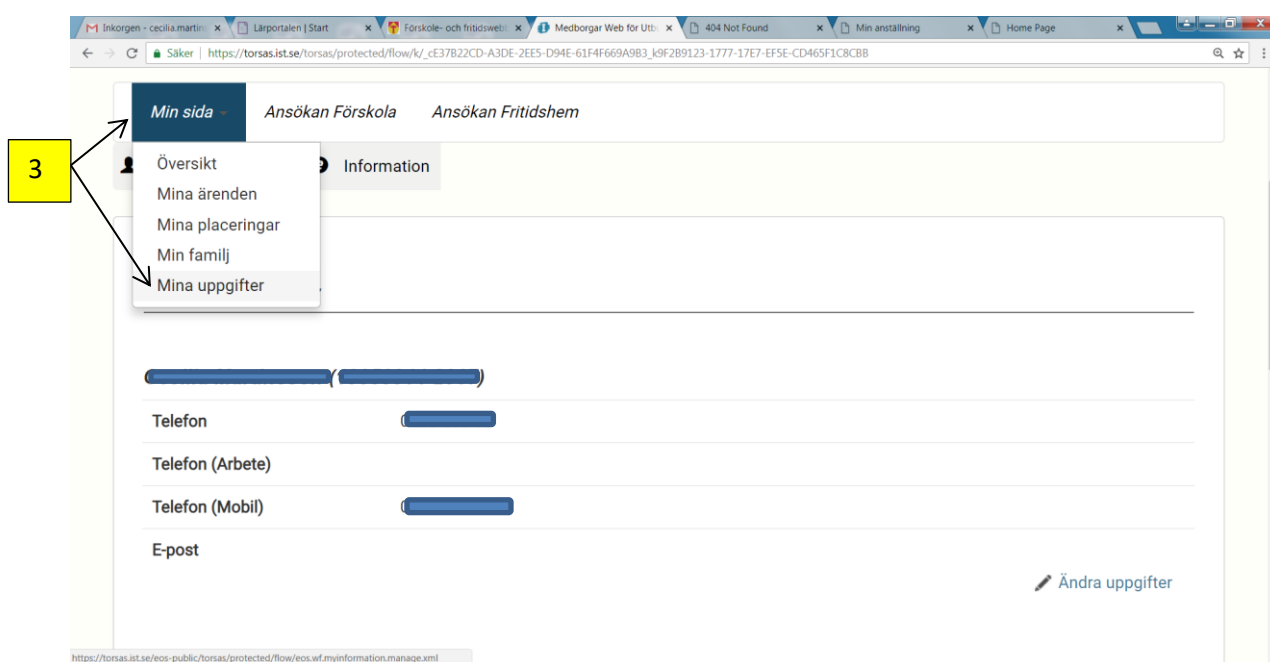 Inkorgen - cecilia.martin
Lärportalen | Start
Förskole- och fritidsweb
Medborgar Web för Utb
404 Not Found
Min anställning
Home Page
Säker | https://torsas.ist.se/torsas/protected/flow/k/_cE37B22CD-A3DE-2EE5-D94E-61F4F669A9B3_k9F2B9123-1777-17E7-EF5E-CD465F1C8CBB
Min sida Ansökan Förskola Ansökan Fritidshem
3
Översikt
Information
Mina ärenden
Mina placeringar
Min familj
Mina uppgifter
Telefon
Telefon (Arbete)
Telefon (Mobil)
E-post
Ändra uppgifter
https://torsas.ist.se/eos-public/torsas/protected/flow/eos.wf.myinformation.manage.xml